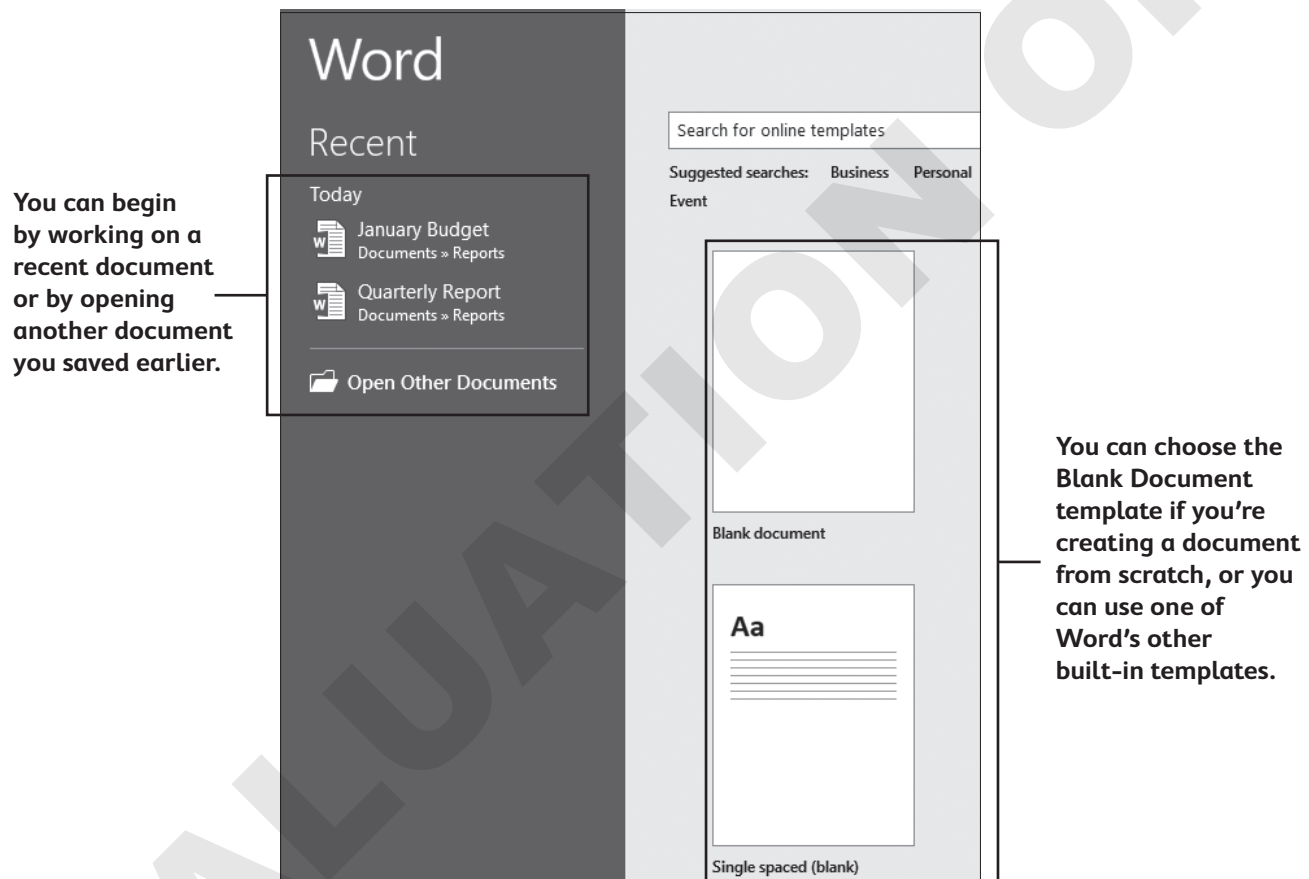 Word
Recent
Today
January Budget
Documents » Reports
Quarterly Report
Documents » Reports
Open Other Documents
You can begin
by working on a
recent document
or by opening
another document
you saved earlier.
Search for online templates
Suggested searches: Business Personal
Event
Blank document
Aa
Single spaced (blank)
You can choose the
Blank Document
template if you're
creating a document
from scratch, or you
can use one of
Word's other
built-in templates.